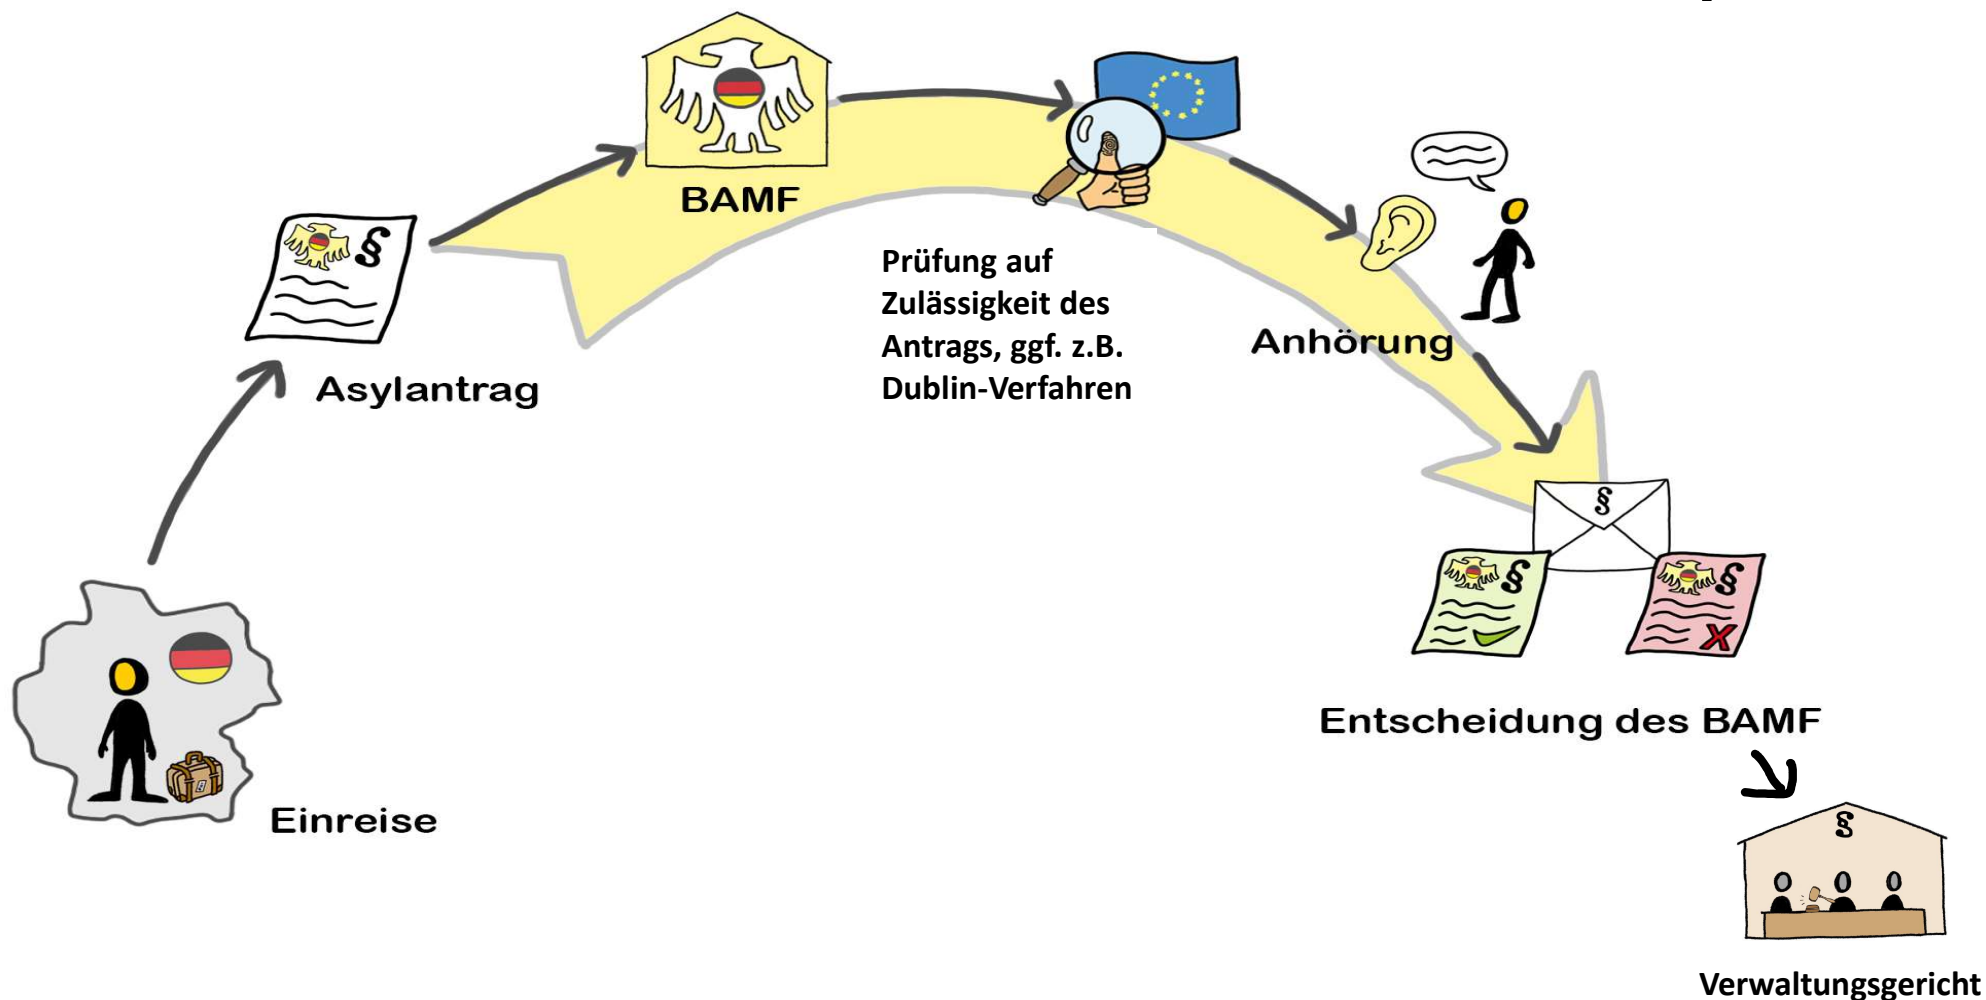 BAMF
Prüfung auf
Zulässigkeit des
Antrags, ggf. z.B.
Dublin-Verfahren
Anhörung
§
Asylantrag
§
§
§
Entscheidung des BAMF
Einreise
§
Verwaltungsgericht